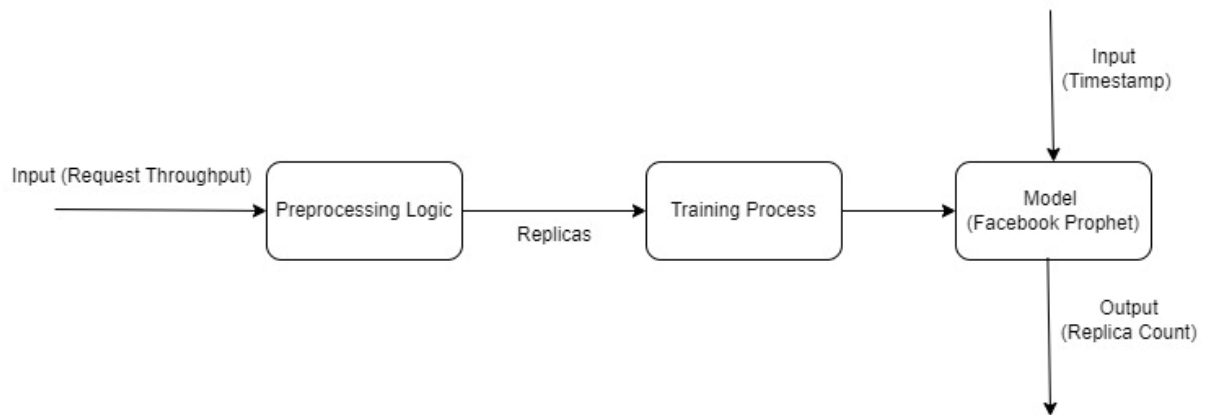 Input
(Timestamp)
Input (Request Throughput)
Preprocessing Logic
Replicas
Training Process
Model
(Facebook Prophet)
Output
(Replica Count)